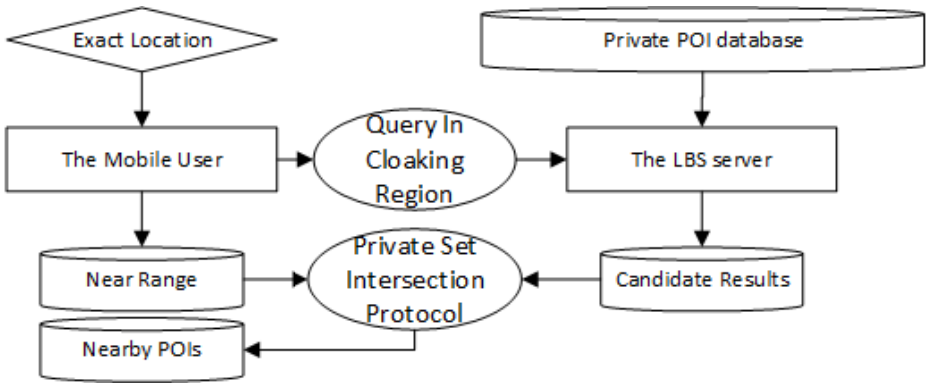 Exact Location
Private POI database
The Mobile User
Query In
Cloaking
Region
The LBS server
Near Range
Private Set
Intersection
Protocol
Candidate Results
Nearby POIs